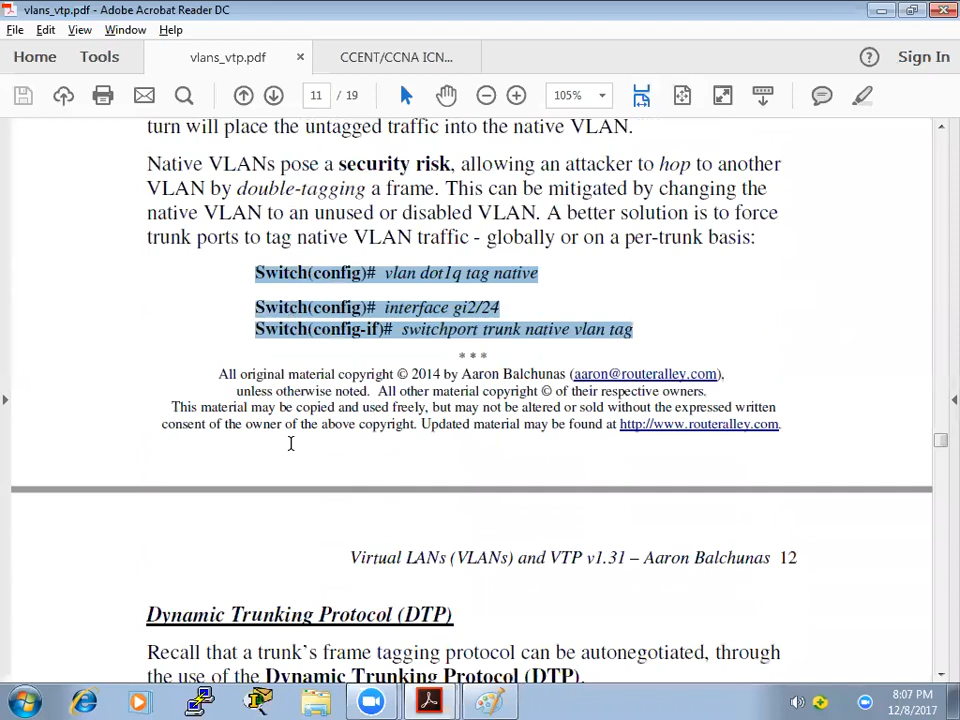 vlans_vtp.pdf - Adobe Acrobat Reader DC
File Edit View Window Help
Home Tools vlans_vtp.pdf × CCENT/CCNA ICN... ? Sign In
11 / 19 105%
turn will place the untagged traffic into the native VLAN.
Native VLANs pose a security risk, allowing an attacker to hop to another
VLAN by double-tagging a frame. This can be mitigated by changing the
native VLAN to an unused or disabled VLAN. A better solution is to force
trunk ports to tag native VLAN traffic - globally or on a per-trunk basis:
Switch(config)# vlan dot1q tag native
Switch(config)# interface gi2/24
Switch(config-if)# switchport trunk native vlan tag
* * *
All original material copyright © 2014 by Aaron Balchunas (aaron@routeralley.com),
unless otherwise noted. All other material copyright © of their respective owners.
This material may be copied and used freely, but may not be altered or sold without the expressed written
consent of the owner of the above copyright. Updated material may be found at http://www.routeralley.com.
Virtual LANs (VLANs) and VTP v1.31 – Aaron Balchunas 12
Dynamic Trunking Protocol (DTP)
Recall that a trunk's frame tagging protocol can be autonegotiated, through
the use of the Dynamic Trunking Protocol (DTP).
8:07 PM
12/8/2017